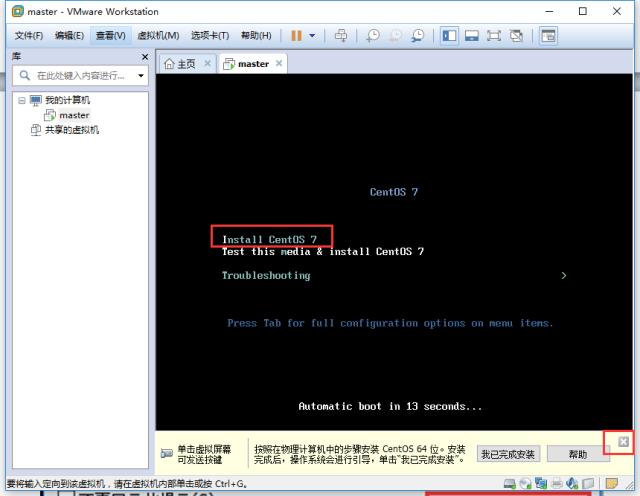 master - VMware Workstation
文件(F) 编辑(E) 查看(V) 虚拟机(M) 选项卡(T) 帮助(H)
库
在此处键入内容进行...
我的计算机
master
共享的虚拟机
主页
master
CentOS 7
Install CentOS 7
Test this media & install CentOS 7
Troubleshooting >
Press Tab for full configuration options on menu items.
Automatic boot in 13 seconds...
单击虚拟屏幕
可发送按键
按照在物理计算机中的步骤安装 CentOS 64 位。安装
完成后，操作系统会进行引导，单击"我已完成安装"。
我已完成安装
帮助
要将输入定向到该虚拟机，请在虚拟机内部单击或按 Ctrl+G。